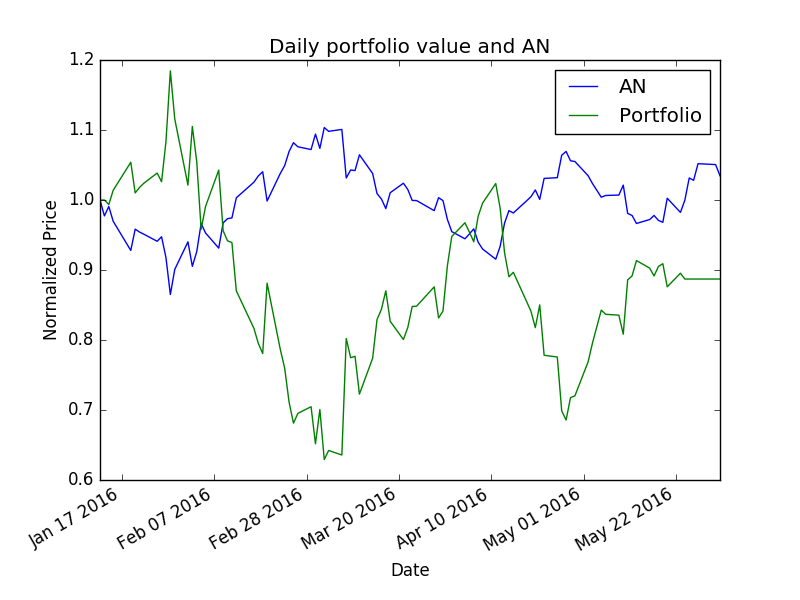 Daily portfolio value and AN
AN
Portfolio
1.2
1.1
1.0
0.9
0.8
0.7
0.6
Normalized Price
Jan 17 2016
Feb 07 2016
Feb 28 2016
Mar 20 2016
Apr 10 2016
May 01 2016
May 22 2016
Date